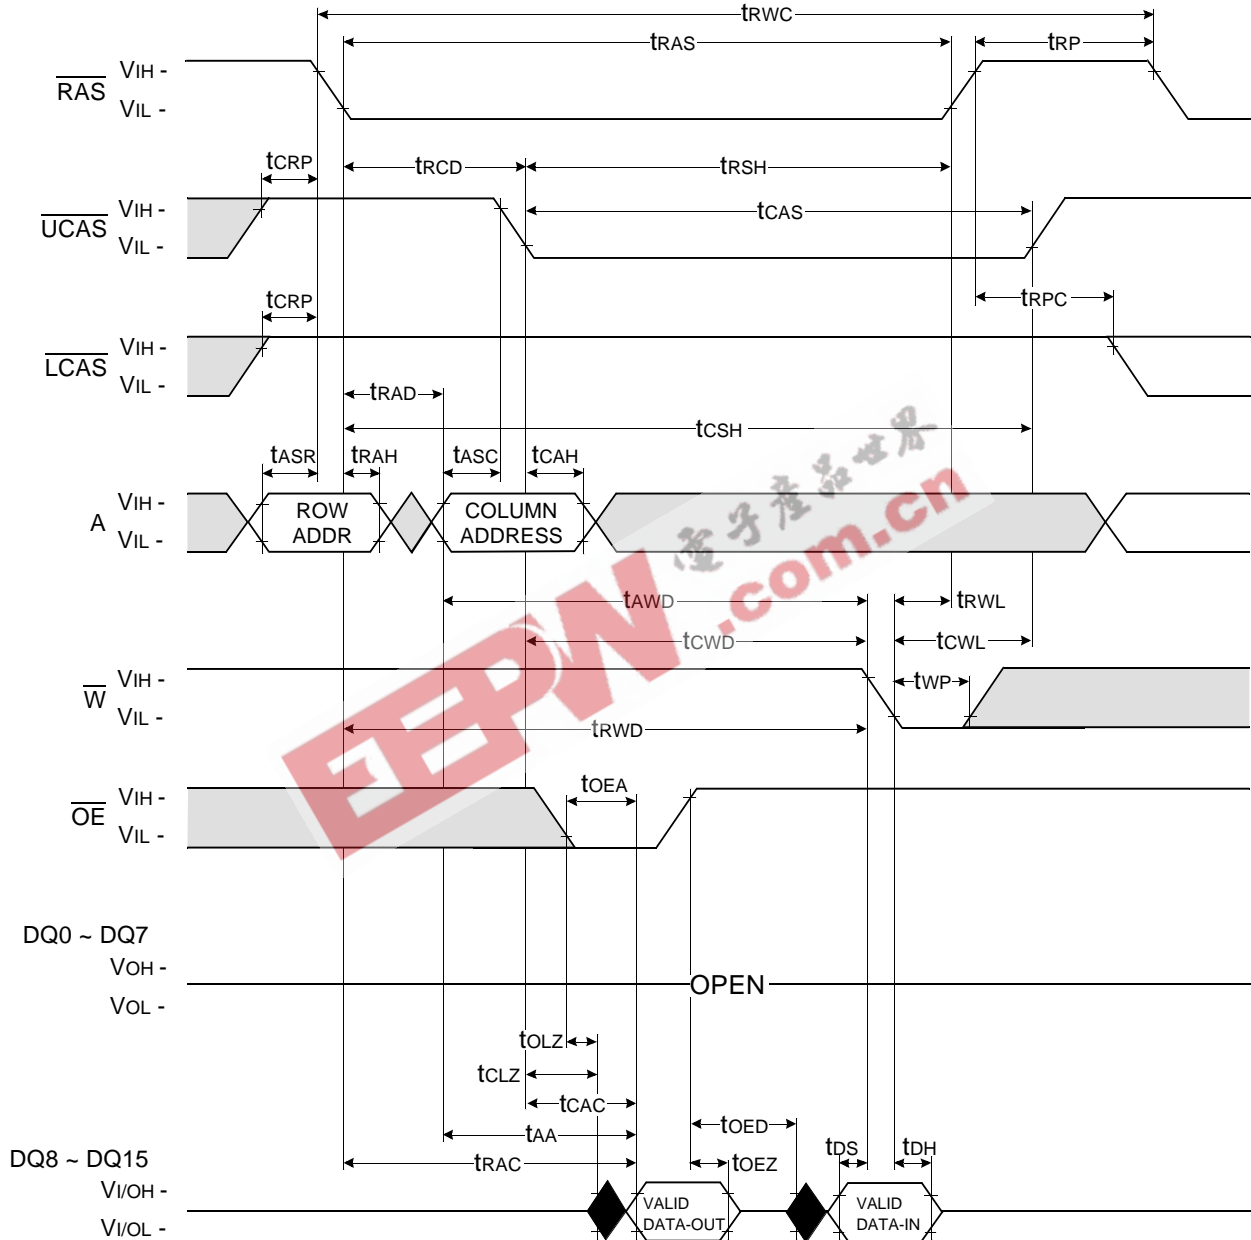 tRWC
tRAS
tRP
RAS
VIH -
VIL -
tCRP
tRCD
tRSH
UCAS
VIH -
VIL -
tCAS
tCRP
tRPC
LCAS
VIH -
VIL -
tRAD
tCSH
tASR
tRAH
tASC
tCAH
A
VIH -
VIL -
ROW
ADDR
COLUMN
ADDRESS
電子產品世界
EEPW
.com.cn
tAWD
tRWL
tCWD
tCWL
W
VIH -
VIL -
tWP
tRWD
OE
VIH -
VIL -
tOEA
DQ0 ~ DQ7
VOH -
VOL -
OPEN
tOLZ
tCLZ
tCAC
tAA
tOED
tRAC
tOEZ
tDS
tDH
DQ8 ~ DQ15
VI/OH -
VI/OL -
VALID
DATA-OUT
VALID
DATA-IN